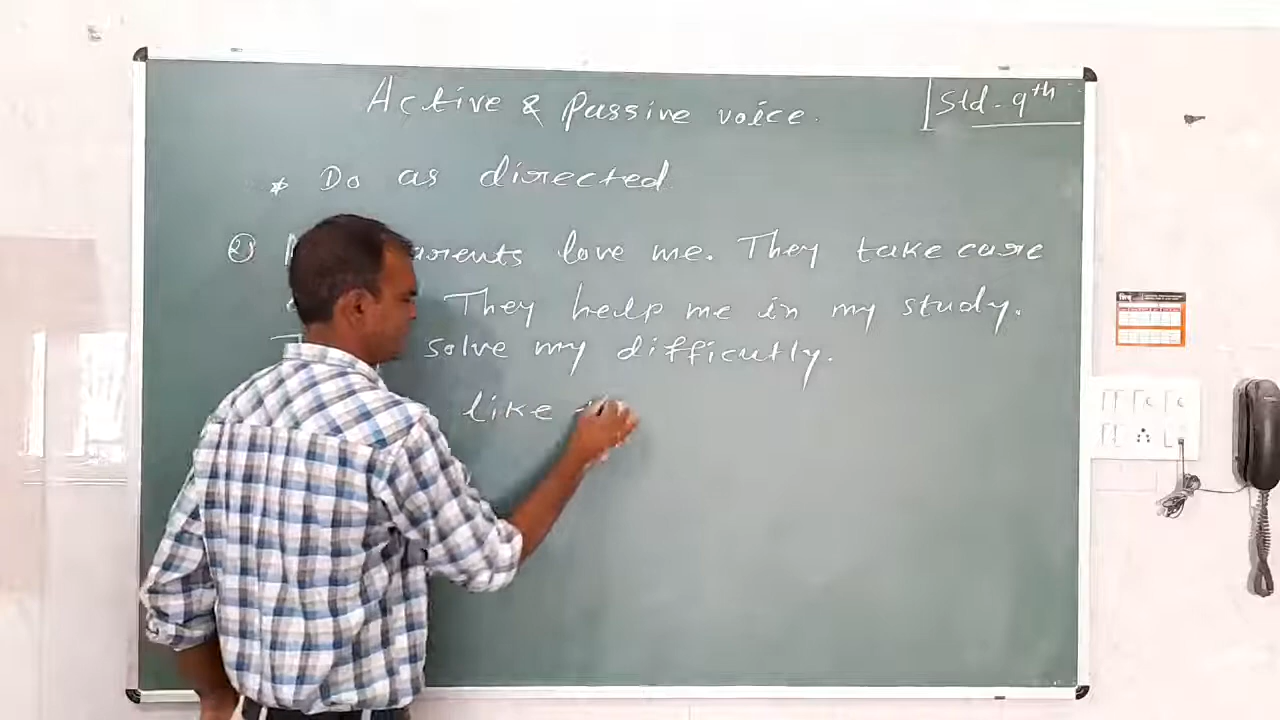 Active & Passive voice.
Std - 9th
* Do as directed
② parents love me. They take care
They help me in my study.
solve my difficulty.
like